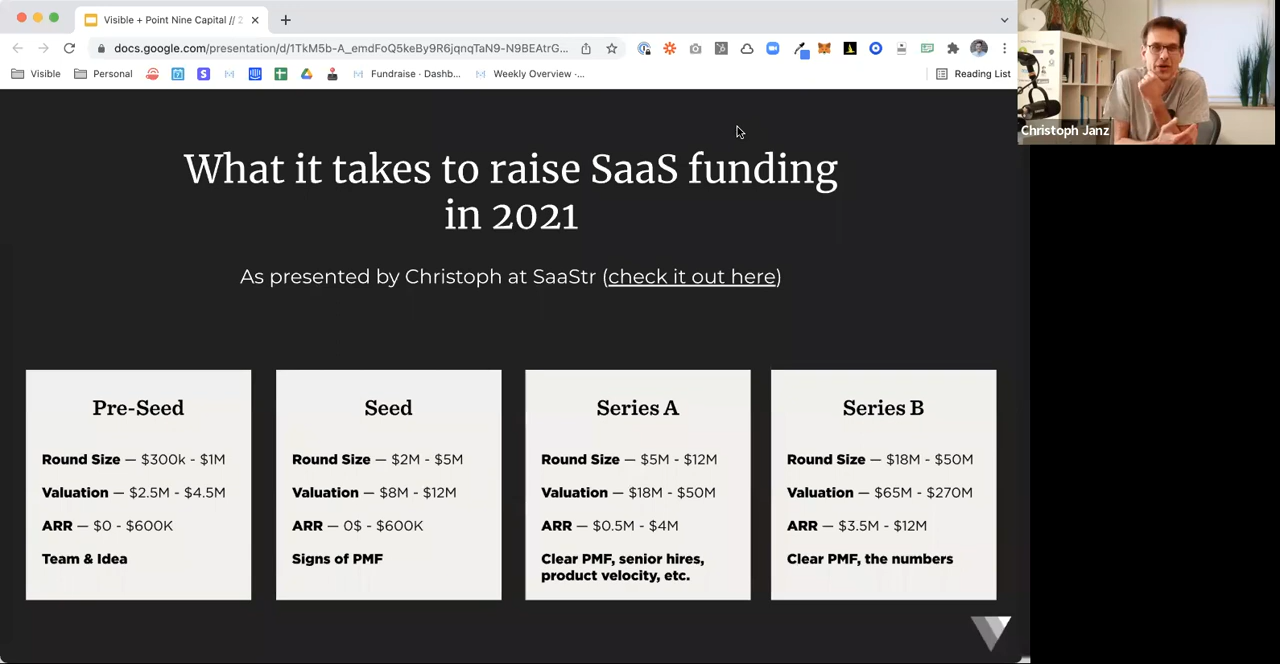 Visible + Point Nine Capital // 2
docs.google.com/presentation/d/1TkM5b-A_emdFoQ5keBy9R6jqnqTaN9-N9BEAtrG...
Visible
Personal
Fundraise · Dashb...
Weekly Overview ·...
Reading List
Christoph Janz
What it takes to raise SaaS funding
in 2021
As presented by Christoph at SaaStr (check it out here)
Pre-Seed
Round Size — $300k - $1M
Valuation — $2.5M - $4.5M
ARR — $0 - $600K
Team & Idea
Seed
Round Size — $2M - $5M
Valuation — $8M - $12M
ARR — 0$ - $600K
Signs of PMF
Series A
Round Size — $5M - $12M
Valuation — $18M - $50M
ARR — $0.5M - $4M
Clear PMF, senior hires,
product velocity, etc.
Series B
Round Size — $18M - $50M
Valuation — $65M - $270M
ARR — $3.5M - $12M
Clear PMF, the numbers